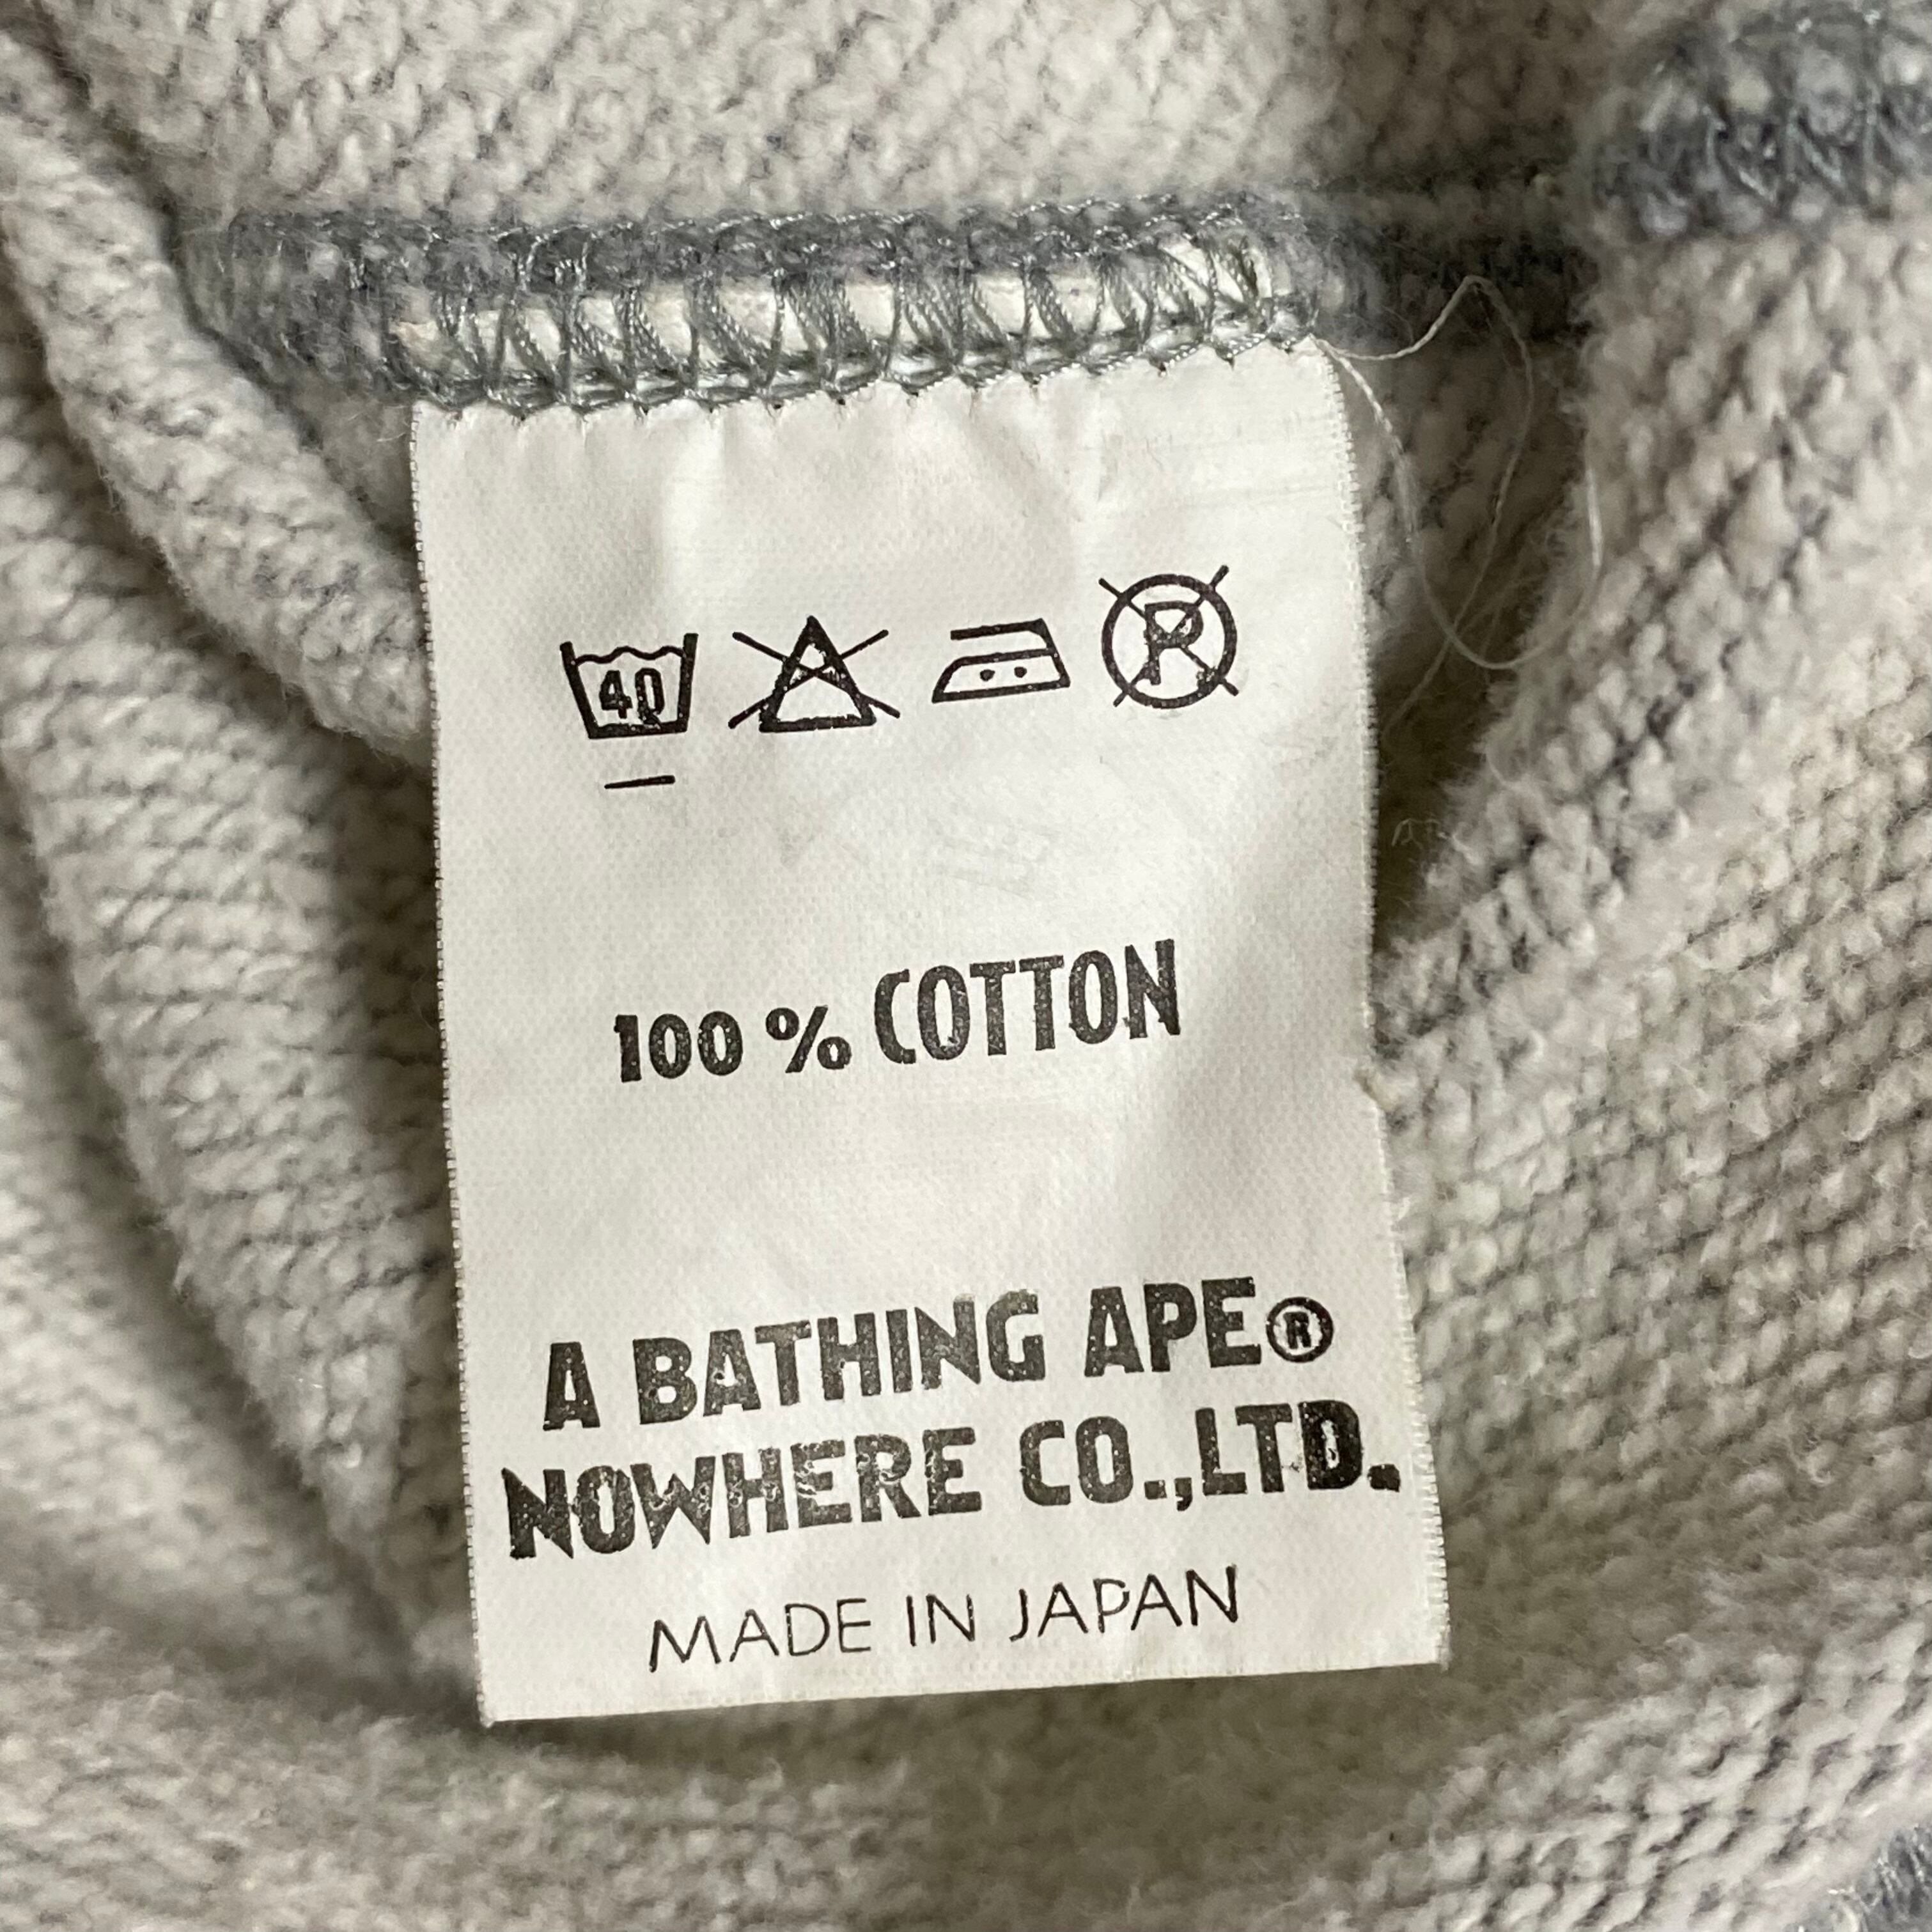 40
P
100 % COTTON
A BATHING APE®
NOWHERE CO.,LTD.
MADE IN JAPAN